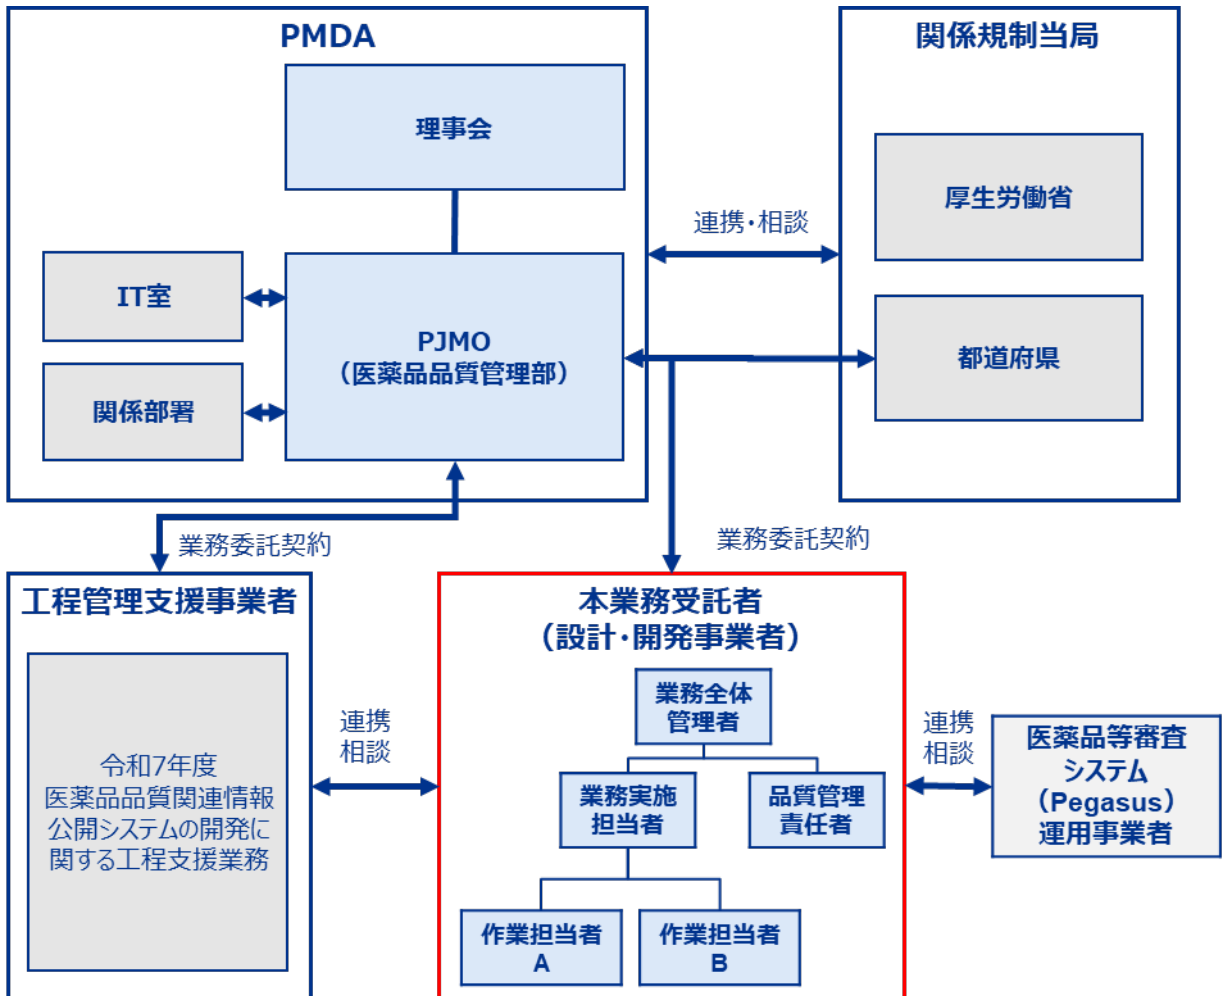 PMDA
理事会
IT室
関係部署
PJMO
（医薬品品質管理部）
連携・相談
関係規制当局
厚生労働省
都道府県
業務委託契約
業務委託契約
工程管理支援事業者
令和7年度
医薬品品質関連情報
公開システムの開発に
関する工程支援業務
連携
相談
本業務受託者
（設計・開発事業者）
業務全体
管理者
業務実施
担当者
品質管理
責任者
作業担当者
A
作業担当者
B
連携
相談
医薬品等審査
システム
（Pegasus）
運用事業者